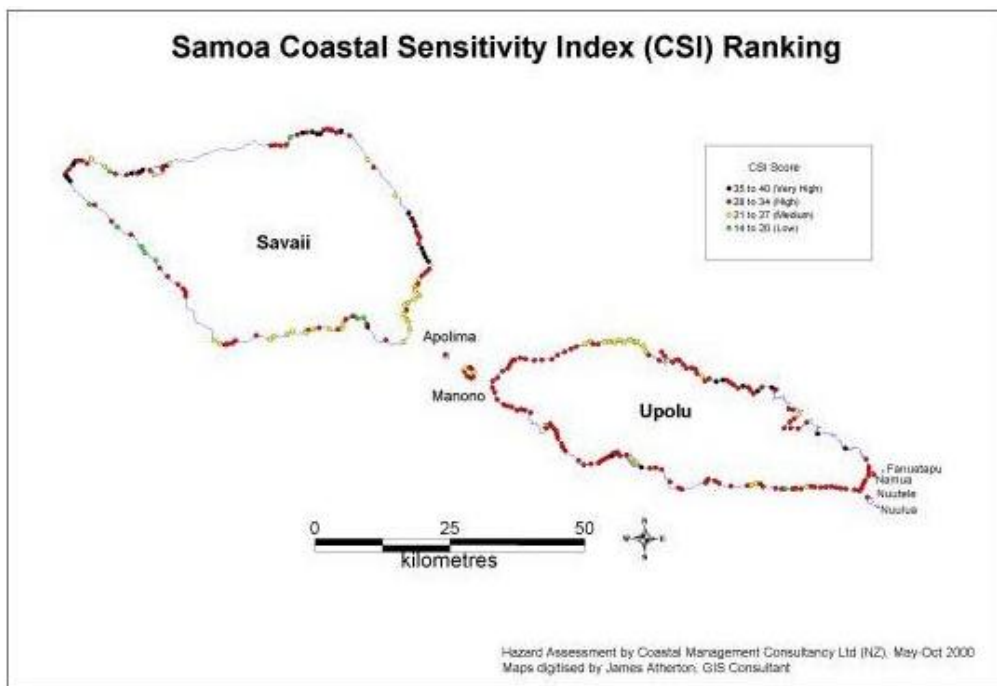 Samoa Coastal Sensitivity Index (CSI) Ranking
CSI Score
35 to 40 (Very High)
28 to 34 (High)
21 to 27 (Medium)
14 to 20 (Low)
Savaii
Apolima
Manono
Upolu
Fanuatapu
Namua
Nuutele
Nuulua
0 25 50
kilometres
N
W E
Hazard Assessment by Coastal Management Consultancy Ltd (NZ), May-Oct 2000
Maps digitised by James Atherton, GIS Consultant